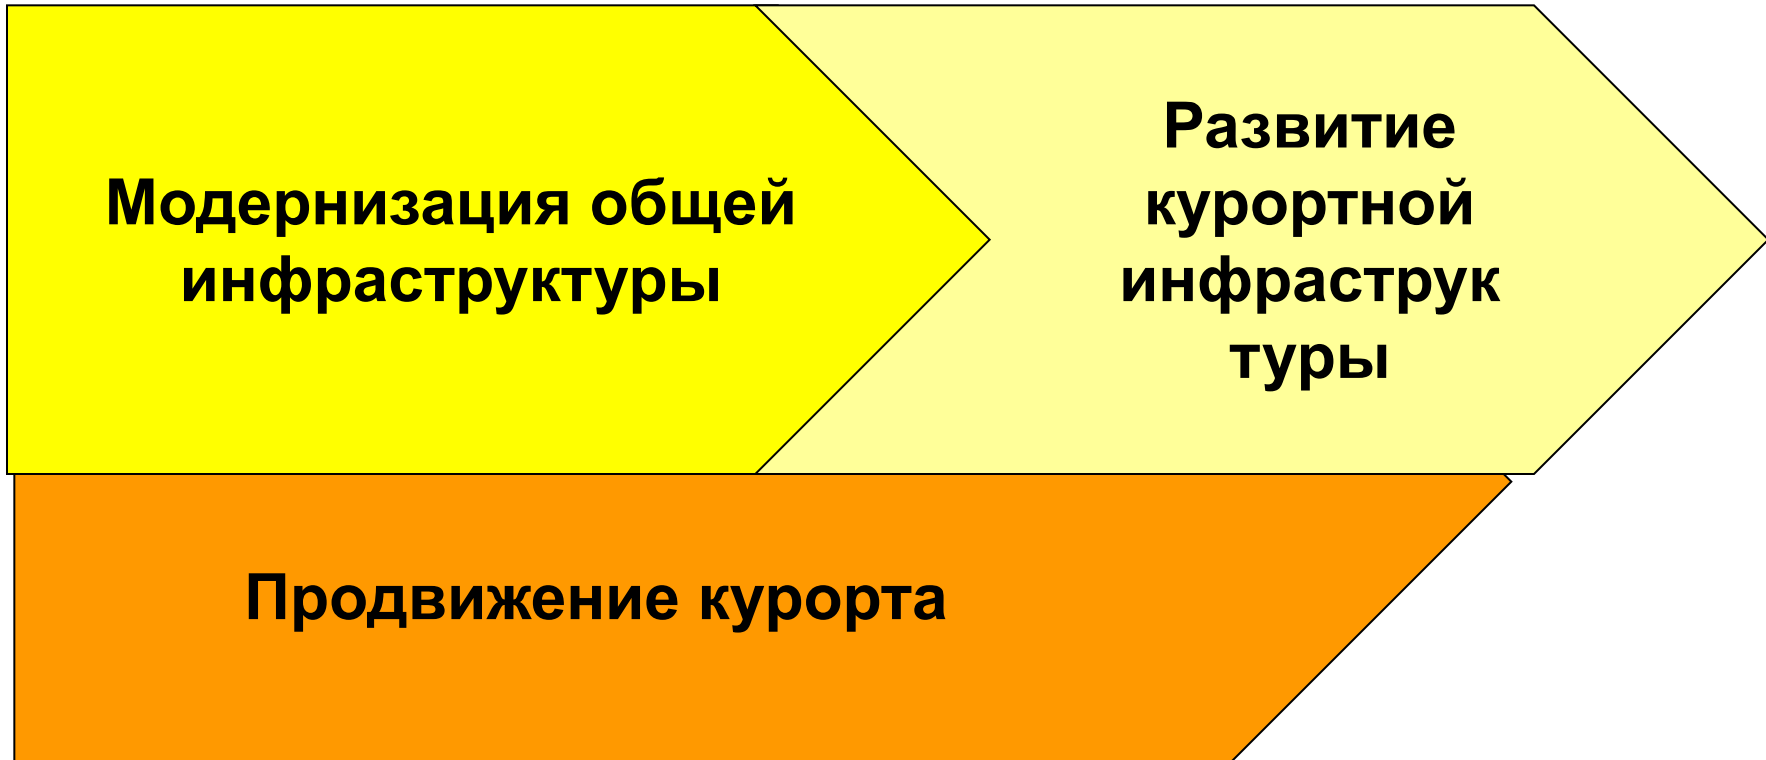 Модернизация общей
инфраструктуры
Развитие
курортной
инфраструк
туры
Продвижение курорта